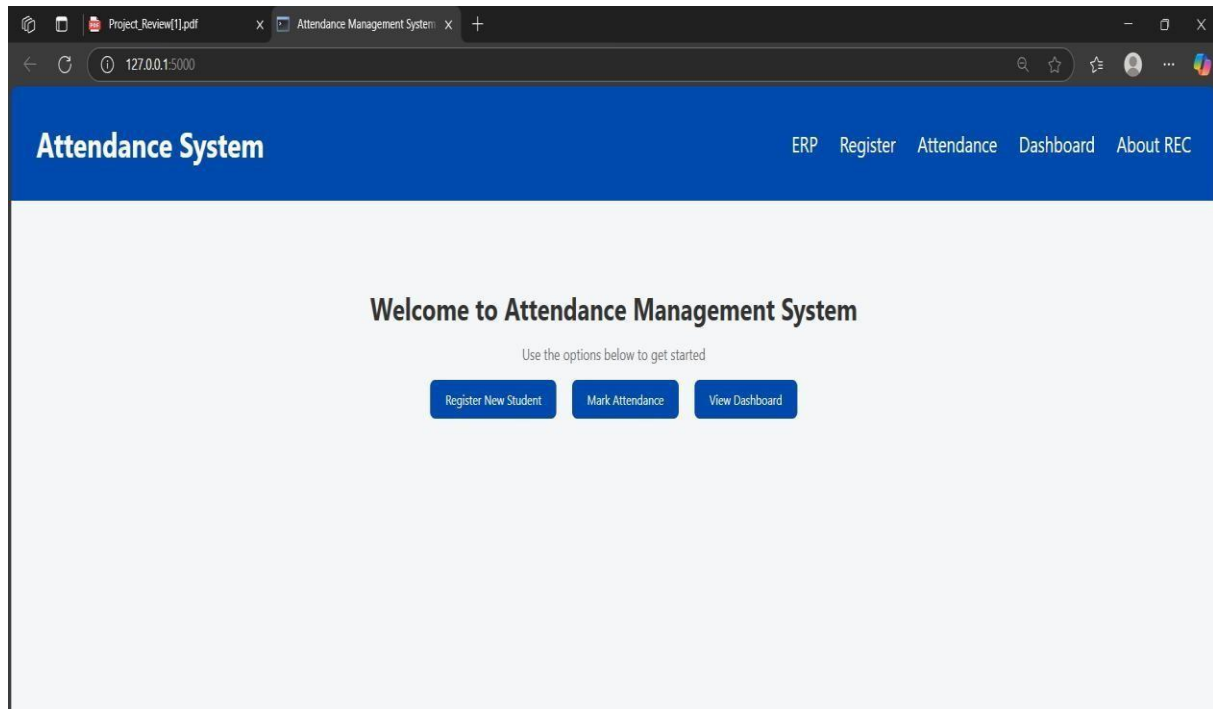 Project_Review[1].pdf X Attendance Management System X +
127.0.0.1:5000
Attendance System ERP Register Attendance Dashboard About REC
Welcome to Attendance Management System
Use the options below to get started
Register New Student Mark Attendance View Dashboard